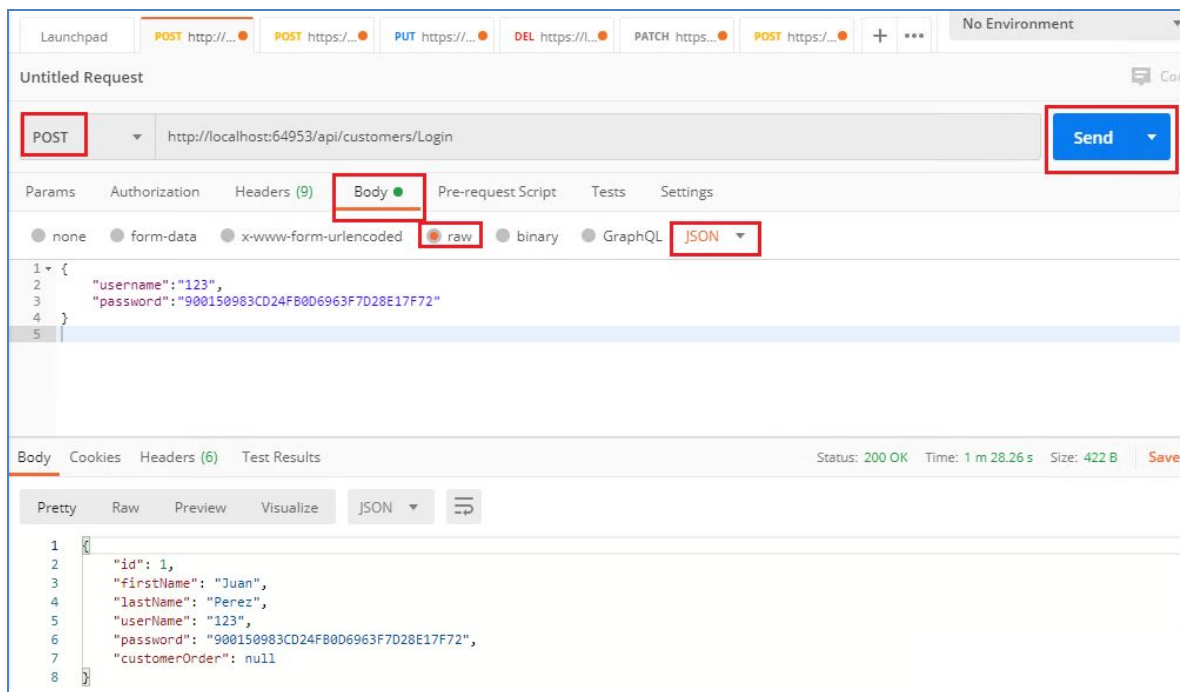 Launchpad POST http://... POST https:/... PUT https://... DEL https://l... PATCH https... POST https:/... + ••• No Environment
Untitled Request
POST http://localhost:64953/api/customers/Login Send
Params Authorization Headers (9) Body Pre-request Script Tests Settings
none form-data x-www-form-urlencoded raw binary GraphQL JSON
1 {
2 "username":"123",
3 "password":"900150983CD24FB0D6963F7D28E17F72"
4 }
5
Body Cookies Headers (6) Test Results Status: 200 OK Time: 1 m 28.26 s Size: 422 B Save
Pretty Raw Preview Visualize JSON
1 {
2 "id": 1,
3 "firstName": "Juan",
4 "lastName": "Perez",
5 "userName": "123",
6 "password": "900150983CD24FB0D6963F7D28E17F72",
7 "customerOrder": null
8 }